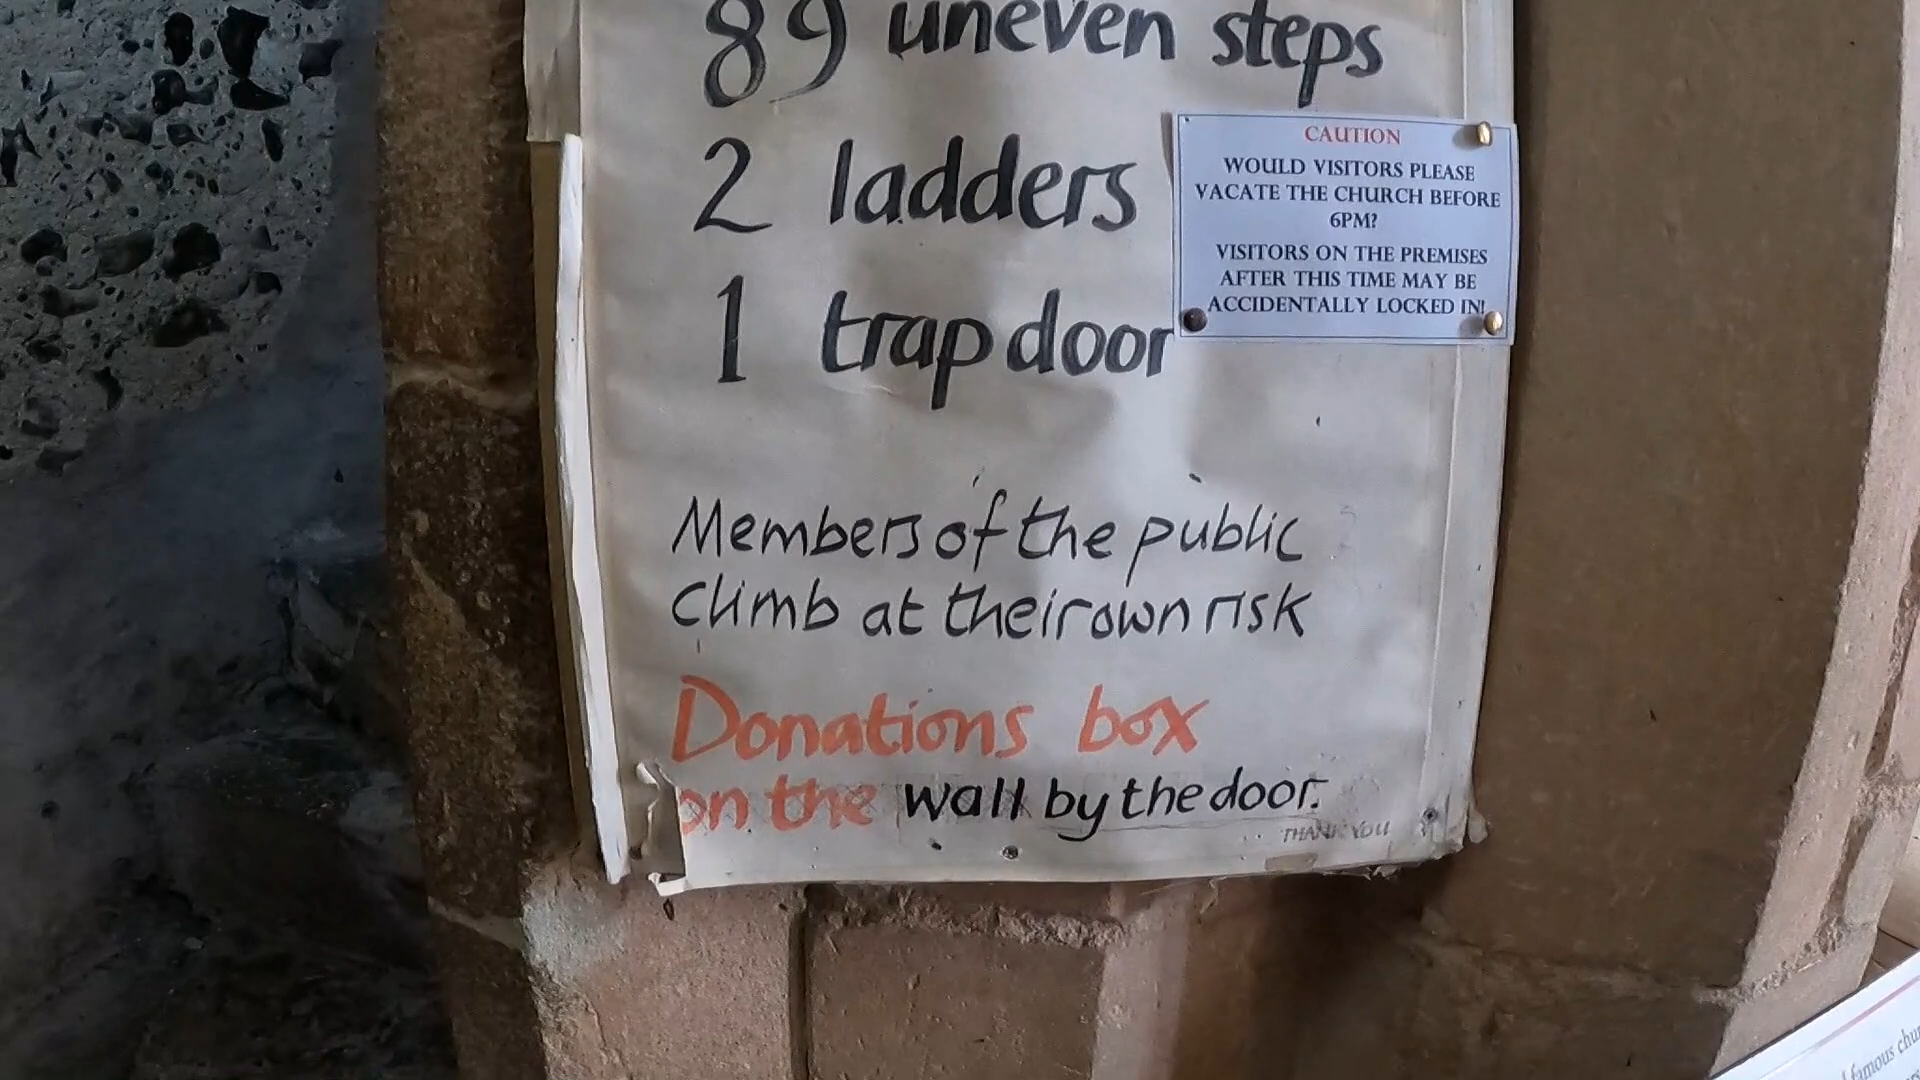 89 uneven steps
2 ladders
1 trap door
CAUTION
WOULD VISITORS PLEASE
VACATE THE CHURCH BEFORE
6PM?
VISITORS ON THE PREMISES
AFTER THIS TIME MAY BE
ACCIDENTALLY LOCKED IN!
Members of the public
climb at their own risk
Donations box
on the wall by the door.
THANK YOU
famous